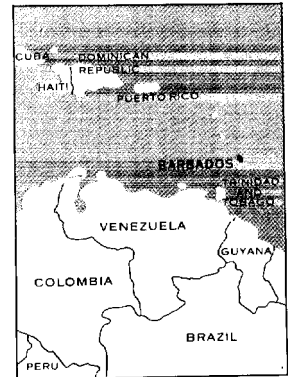 CUBA
DOMINICAN
REPUBLIC
HAITI
PUERTO RICO
BARBADOS
TRINIDAD
AND
TOBAGO
VENEZUELA
GUYANA
COLOMBIA
BRAZIL
PERU